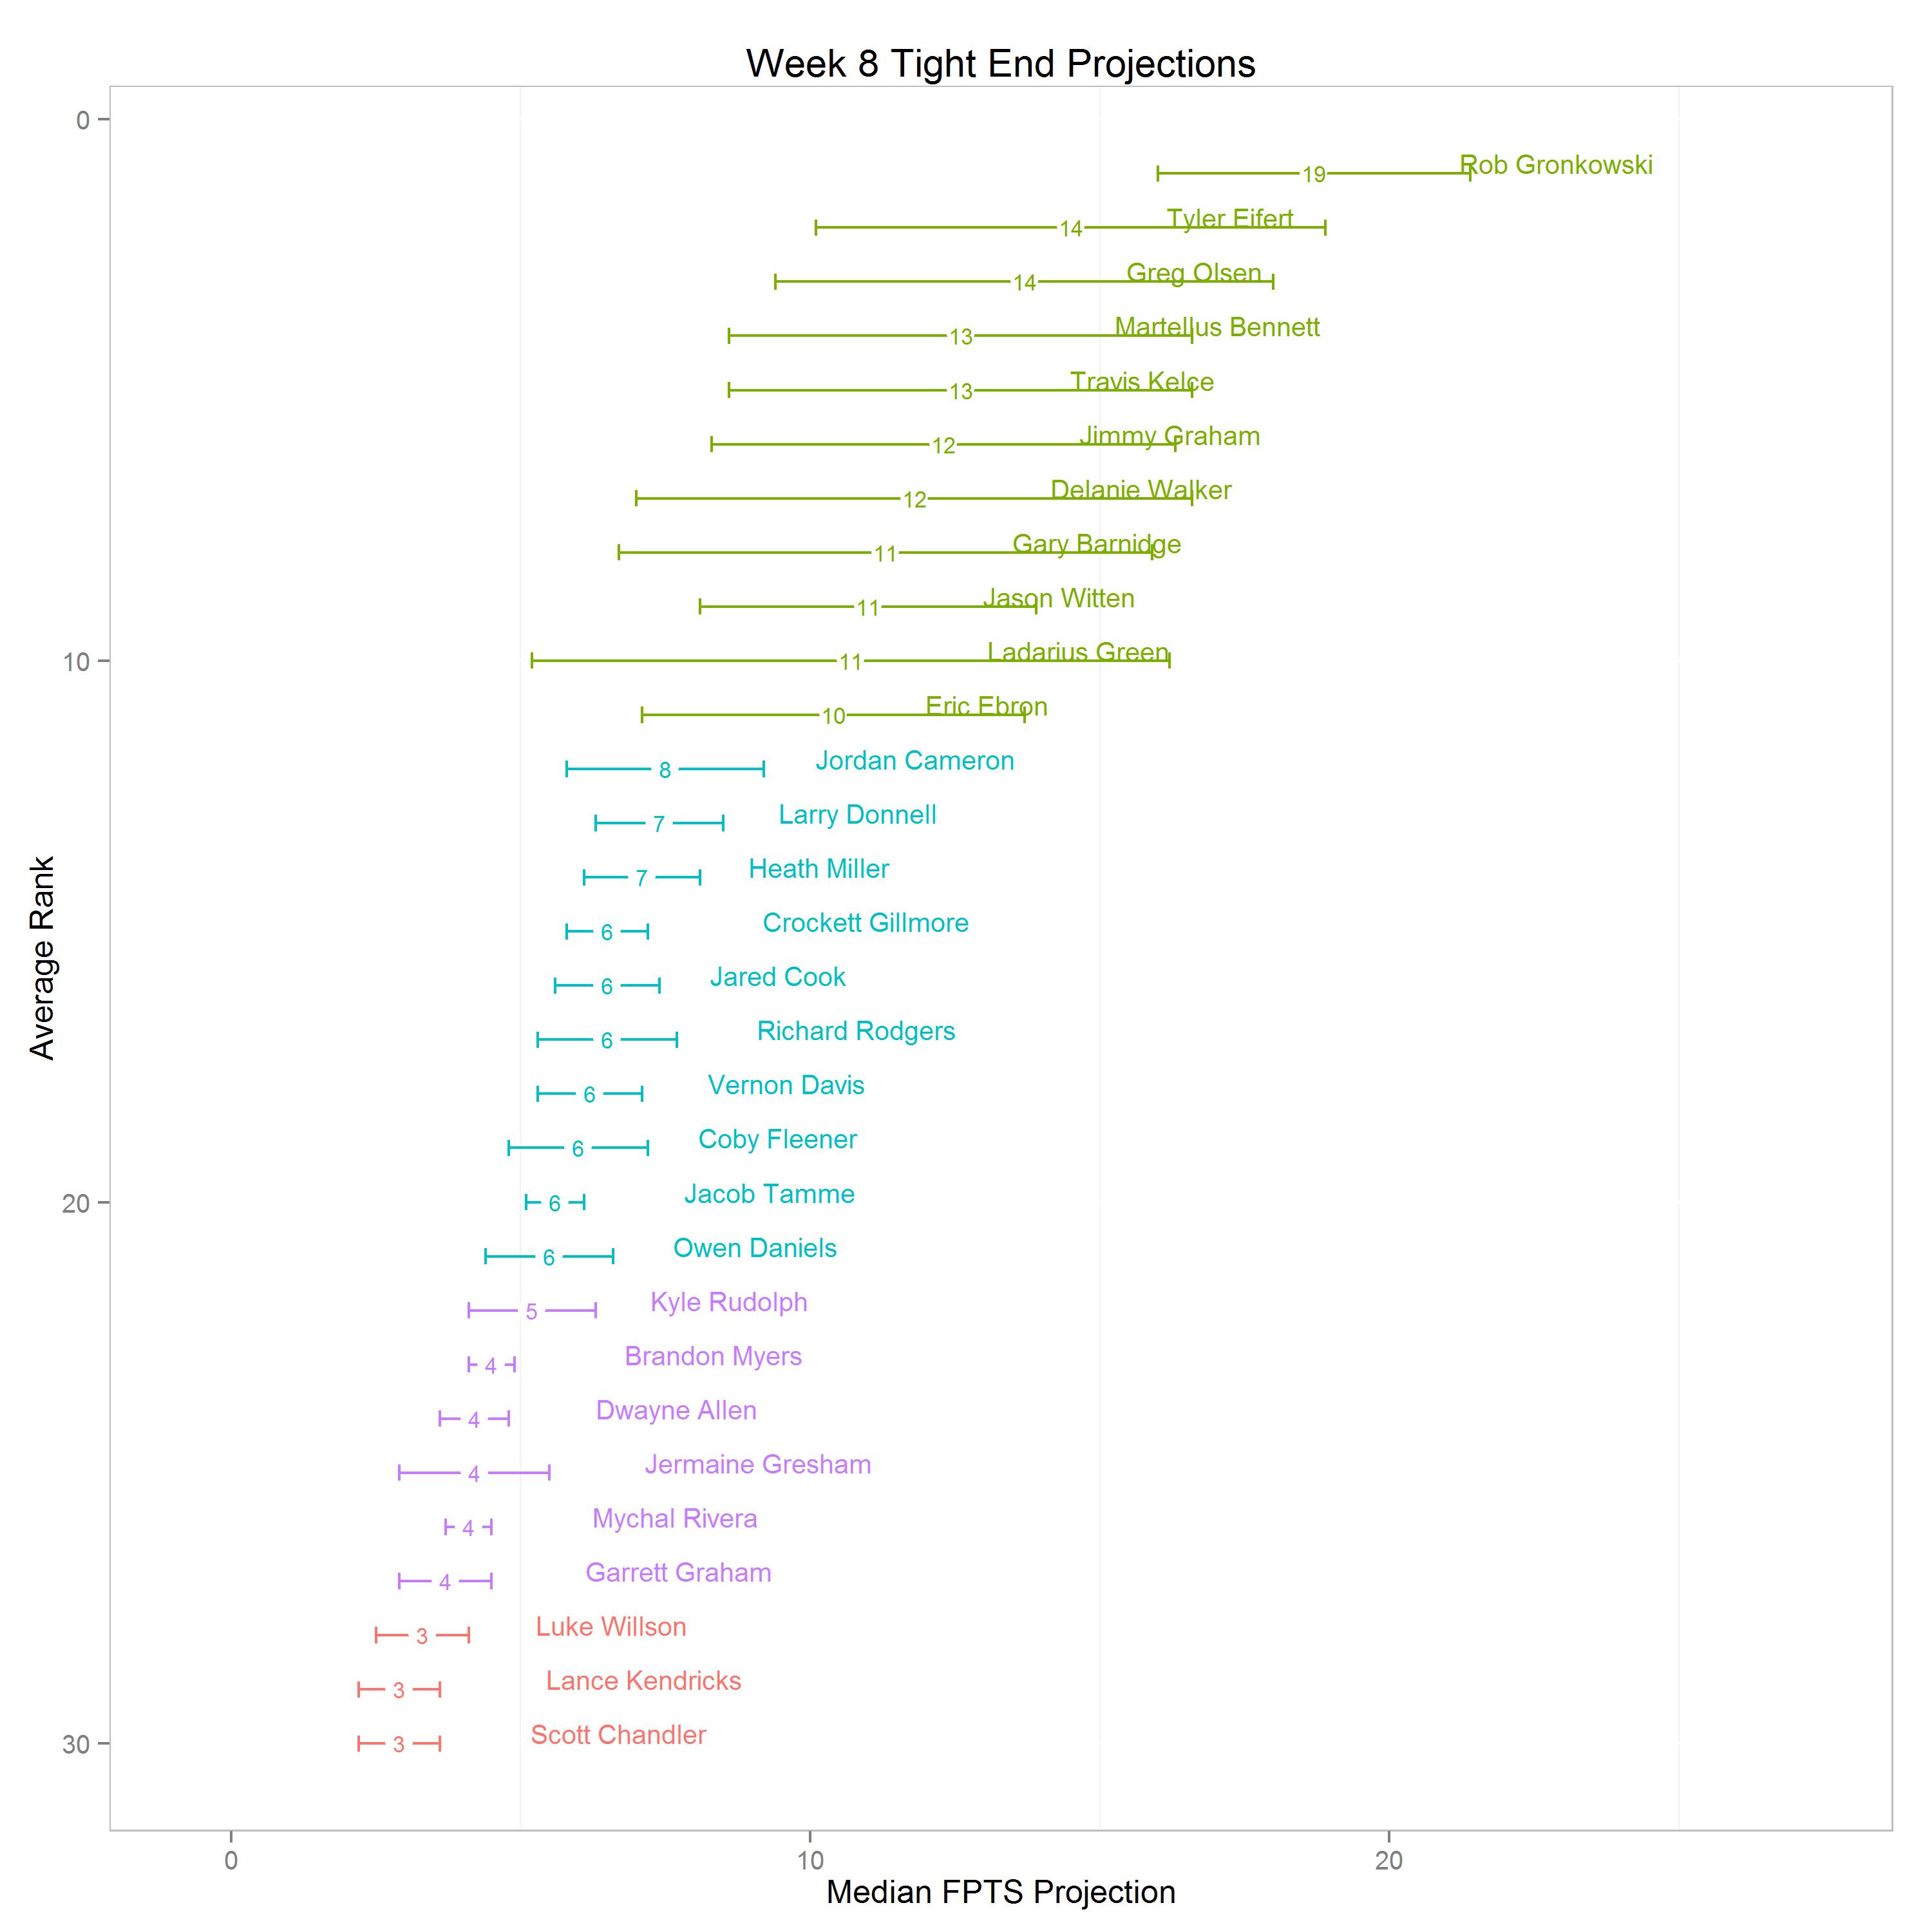 Week 8 Tight End Projections
0
Rob Gronkowski
19
Tyler Eifert
14
Greg Olsen
14
Martellus Bennett
13
Travis Kelce
13
Jimmy Graham
12
Delanie Walker
12
Gary Barnidge
11
Jason Witten
11
10
Ladarius Green
11
Eric Ebron
10
Jordan Cameron
8
Larry Donnell
7
Heath Miller
7
Crockett Gillmore
6
Jared Cook
6
Richard Rodgers
6
Vernon Davis
6
Coby Fleener
6
20
Jacob Tamme
6
Owen Daniels
6
Kyle Rudolph
5
Brandon Myers
4
Dwayne Allen
4
Jermaine Gresham
4
Mychal Rivera
4
Garrett Graham
4
Luke Willson
3
Lance Kendricks
3
30
Scott Chandler
3
Average Rank
0 10 20
Median FPTS Projection